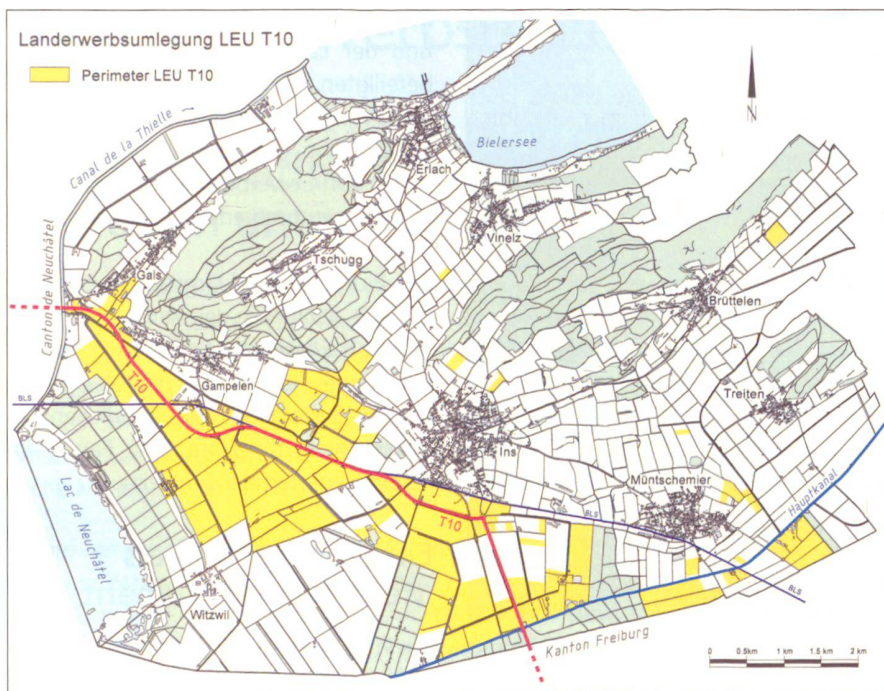 Landerwerbsumlegung LEU T10
Perimeter LEU T10
N
Canal de la Thielle
Bielersee
Erlach
Vinelz
Tschugg
Gals
Brüttelen
Canton de Neuchâtel
T10
Gampelen
BLS
BLS
Treiten
Ins
Müntschemier
Hauptkanal
T10
BLS
Lac de Neuchâtel
BLS
Witzwil
Kanton Freiburg
0 0.5km 1 km 1.5 km 2 km